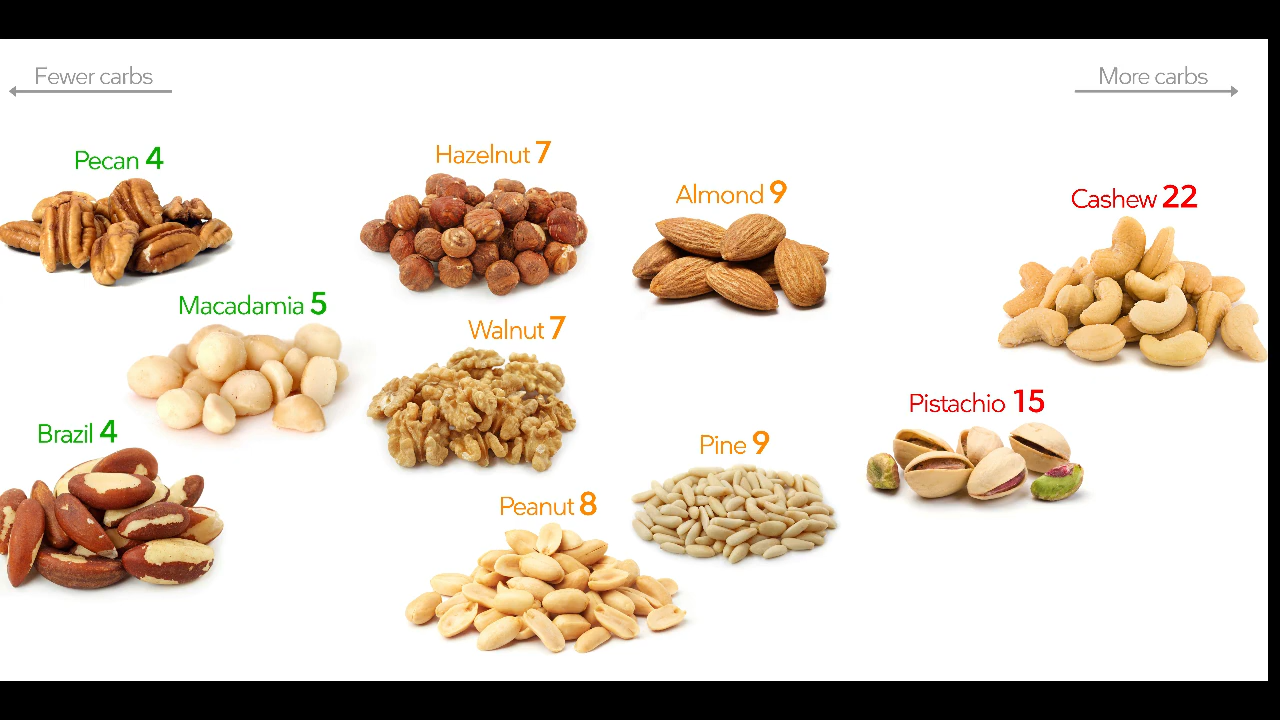 Fewer carbs
More carbs
Pecan 4
Hazelnut 7
Almond 9
Cashew 22
Macadamia 5
Walnut 7
Pistachio 15
Brazil 4
Pine 9
Peanut 8